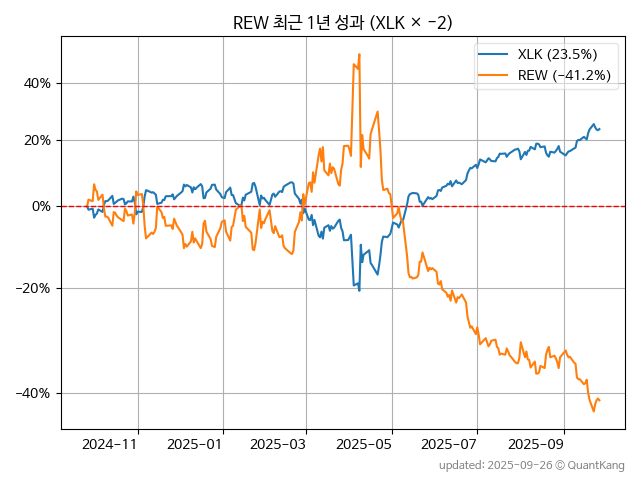 REW 최근 1년 성과 (XLK × -2)
XLK (23.5%)
REW (-41.2%)
40%
20%
0%
-20%
-40%
2024-11
2025-01
2025-03
2025-05
2025-07
2025-09
updated: 2025-09-26 © QuantKang